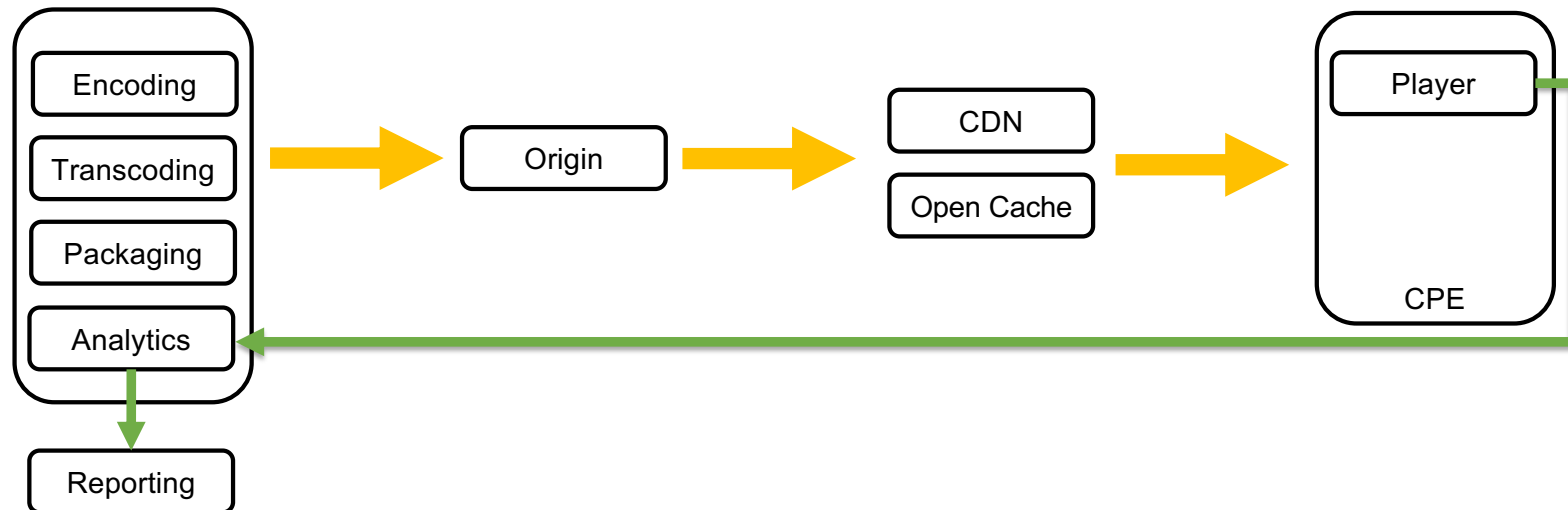 Encoding
Transcoding
Packaging
Analytics
Reporting
Origin
CDN
Open Cache
Player
CPE